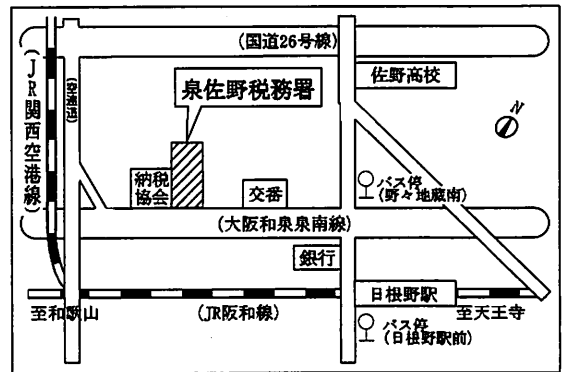 (国道26号線)
佐野高校
(JR関西空港線)
(空連道)
泉佐野税務署
N
納税
協会
交番
バス停
(野々地蔵南)
(大阪和泉泉南線)
銀行
日根野駅
至和歌山
(JR阪和線)
至天王寺
バス停
(日根野駅前)